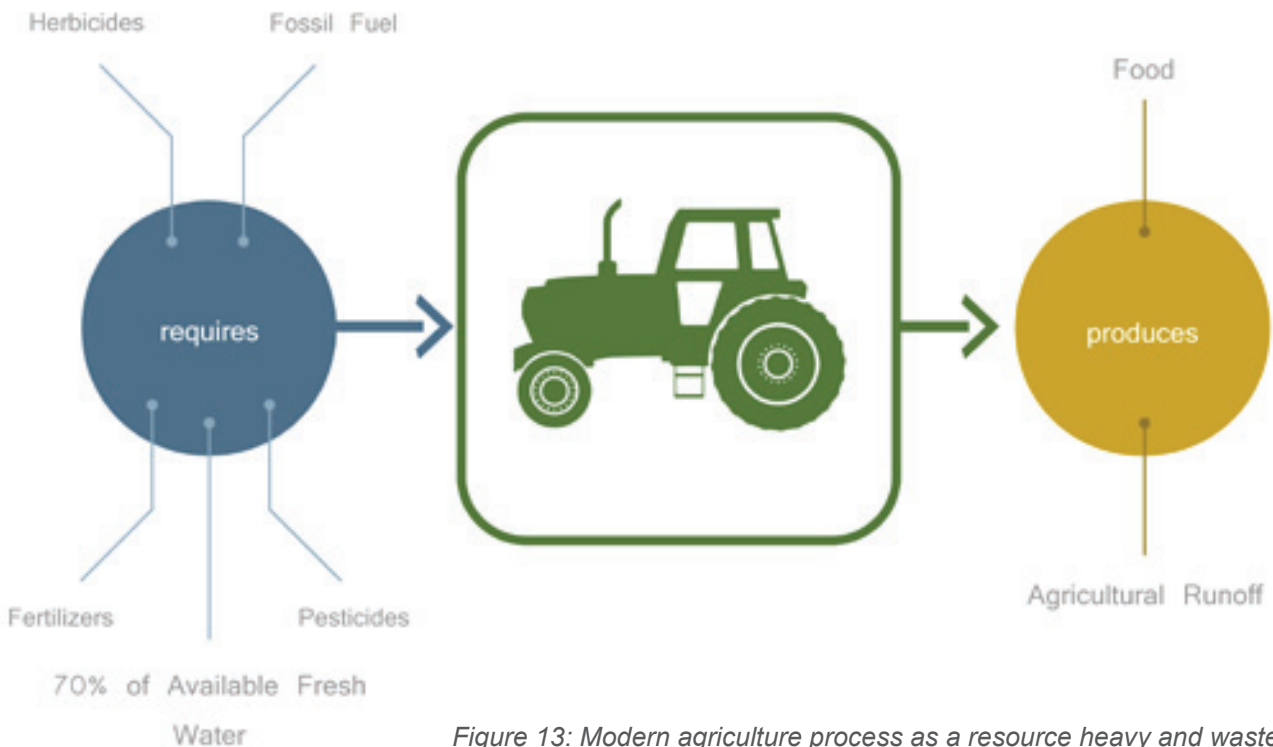 Herbicides
Fossil Fuel
Food
requires
produces
Fertilizers
Pesticides
Agricultural Runoff
70% of Available Fresh
Water
Figure 13: Modern agriculture process as a resource heavy and waste